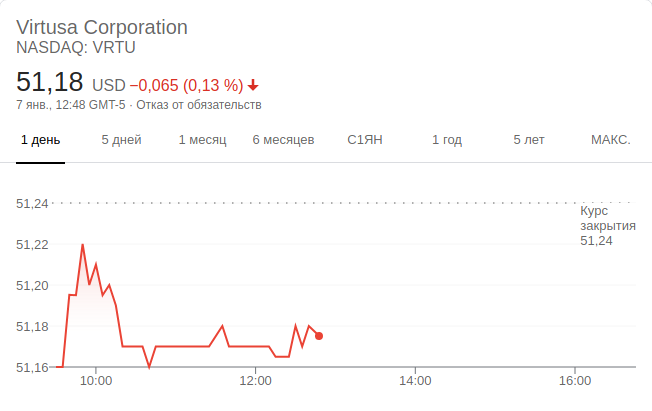 Virtusa Corporation
NASDAQ: VRTU
51,18 USD −0,065 (0,13 %)
7 янв., 12:48 GMT-5 · Отказ от обязательств
1 день 5 дней 1 месяц 6 месяцев С1ЯН 1 год 5 лет МАКС.
51,24
Курс
закрытия
51,24
51,22
51,20
51,18
51,16
10:00 12:00 14:00 16:00